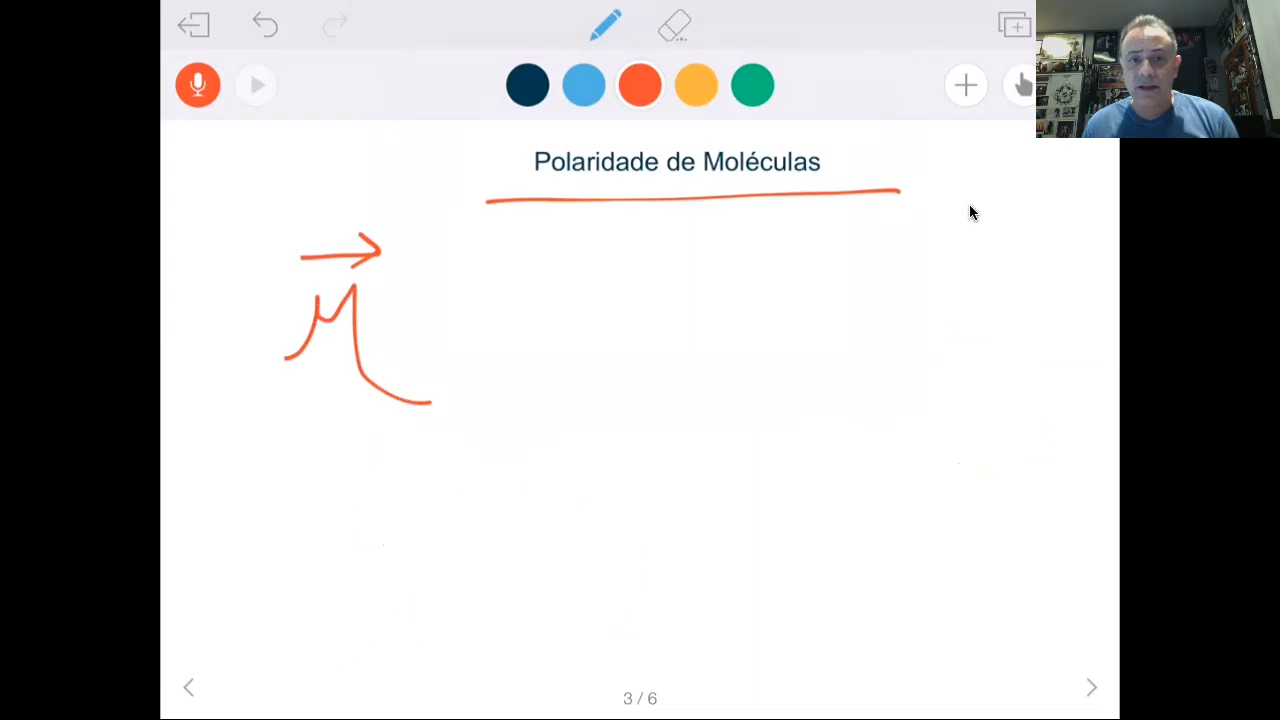 Polaridade de Moléculas
→
μ
3 / 6